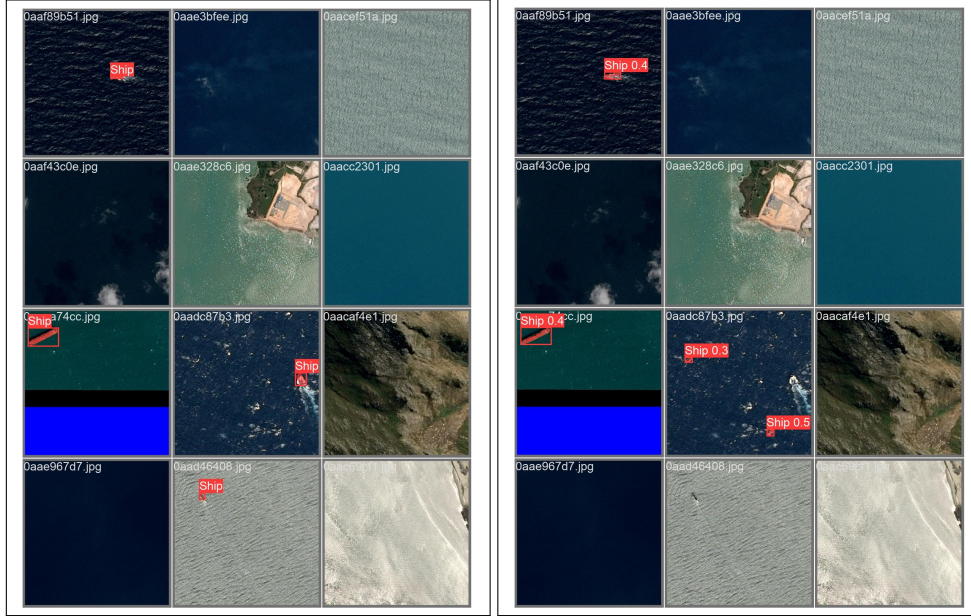 0aaf89b51.jpg 0aae3bfee.jpg 0aacef51a.jpg
Ship
0aaf43c0e.jpg 0aae328c6.jpg 0aacc2301.jpg
0aadc87b3.jpg 0aacaf4e1.jpg
Ship
Ship
0aae967d7.jpg 0aad46408.jpg
Ship
0aaf89b51.jpg 0aae3bfee.jpg 0aacef51a.jpg
Ship 0.4
0aaf43c0e.jpg 0aae328c6.jpg 0aacc2301.jpg
0aadc87b3.jpg 0aacaf4e1.jpg
Ship 0.4
Ship 0.3
Ship 0.5
0aae967d7.jpg 0aad46408.jpg